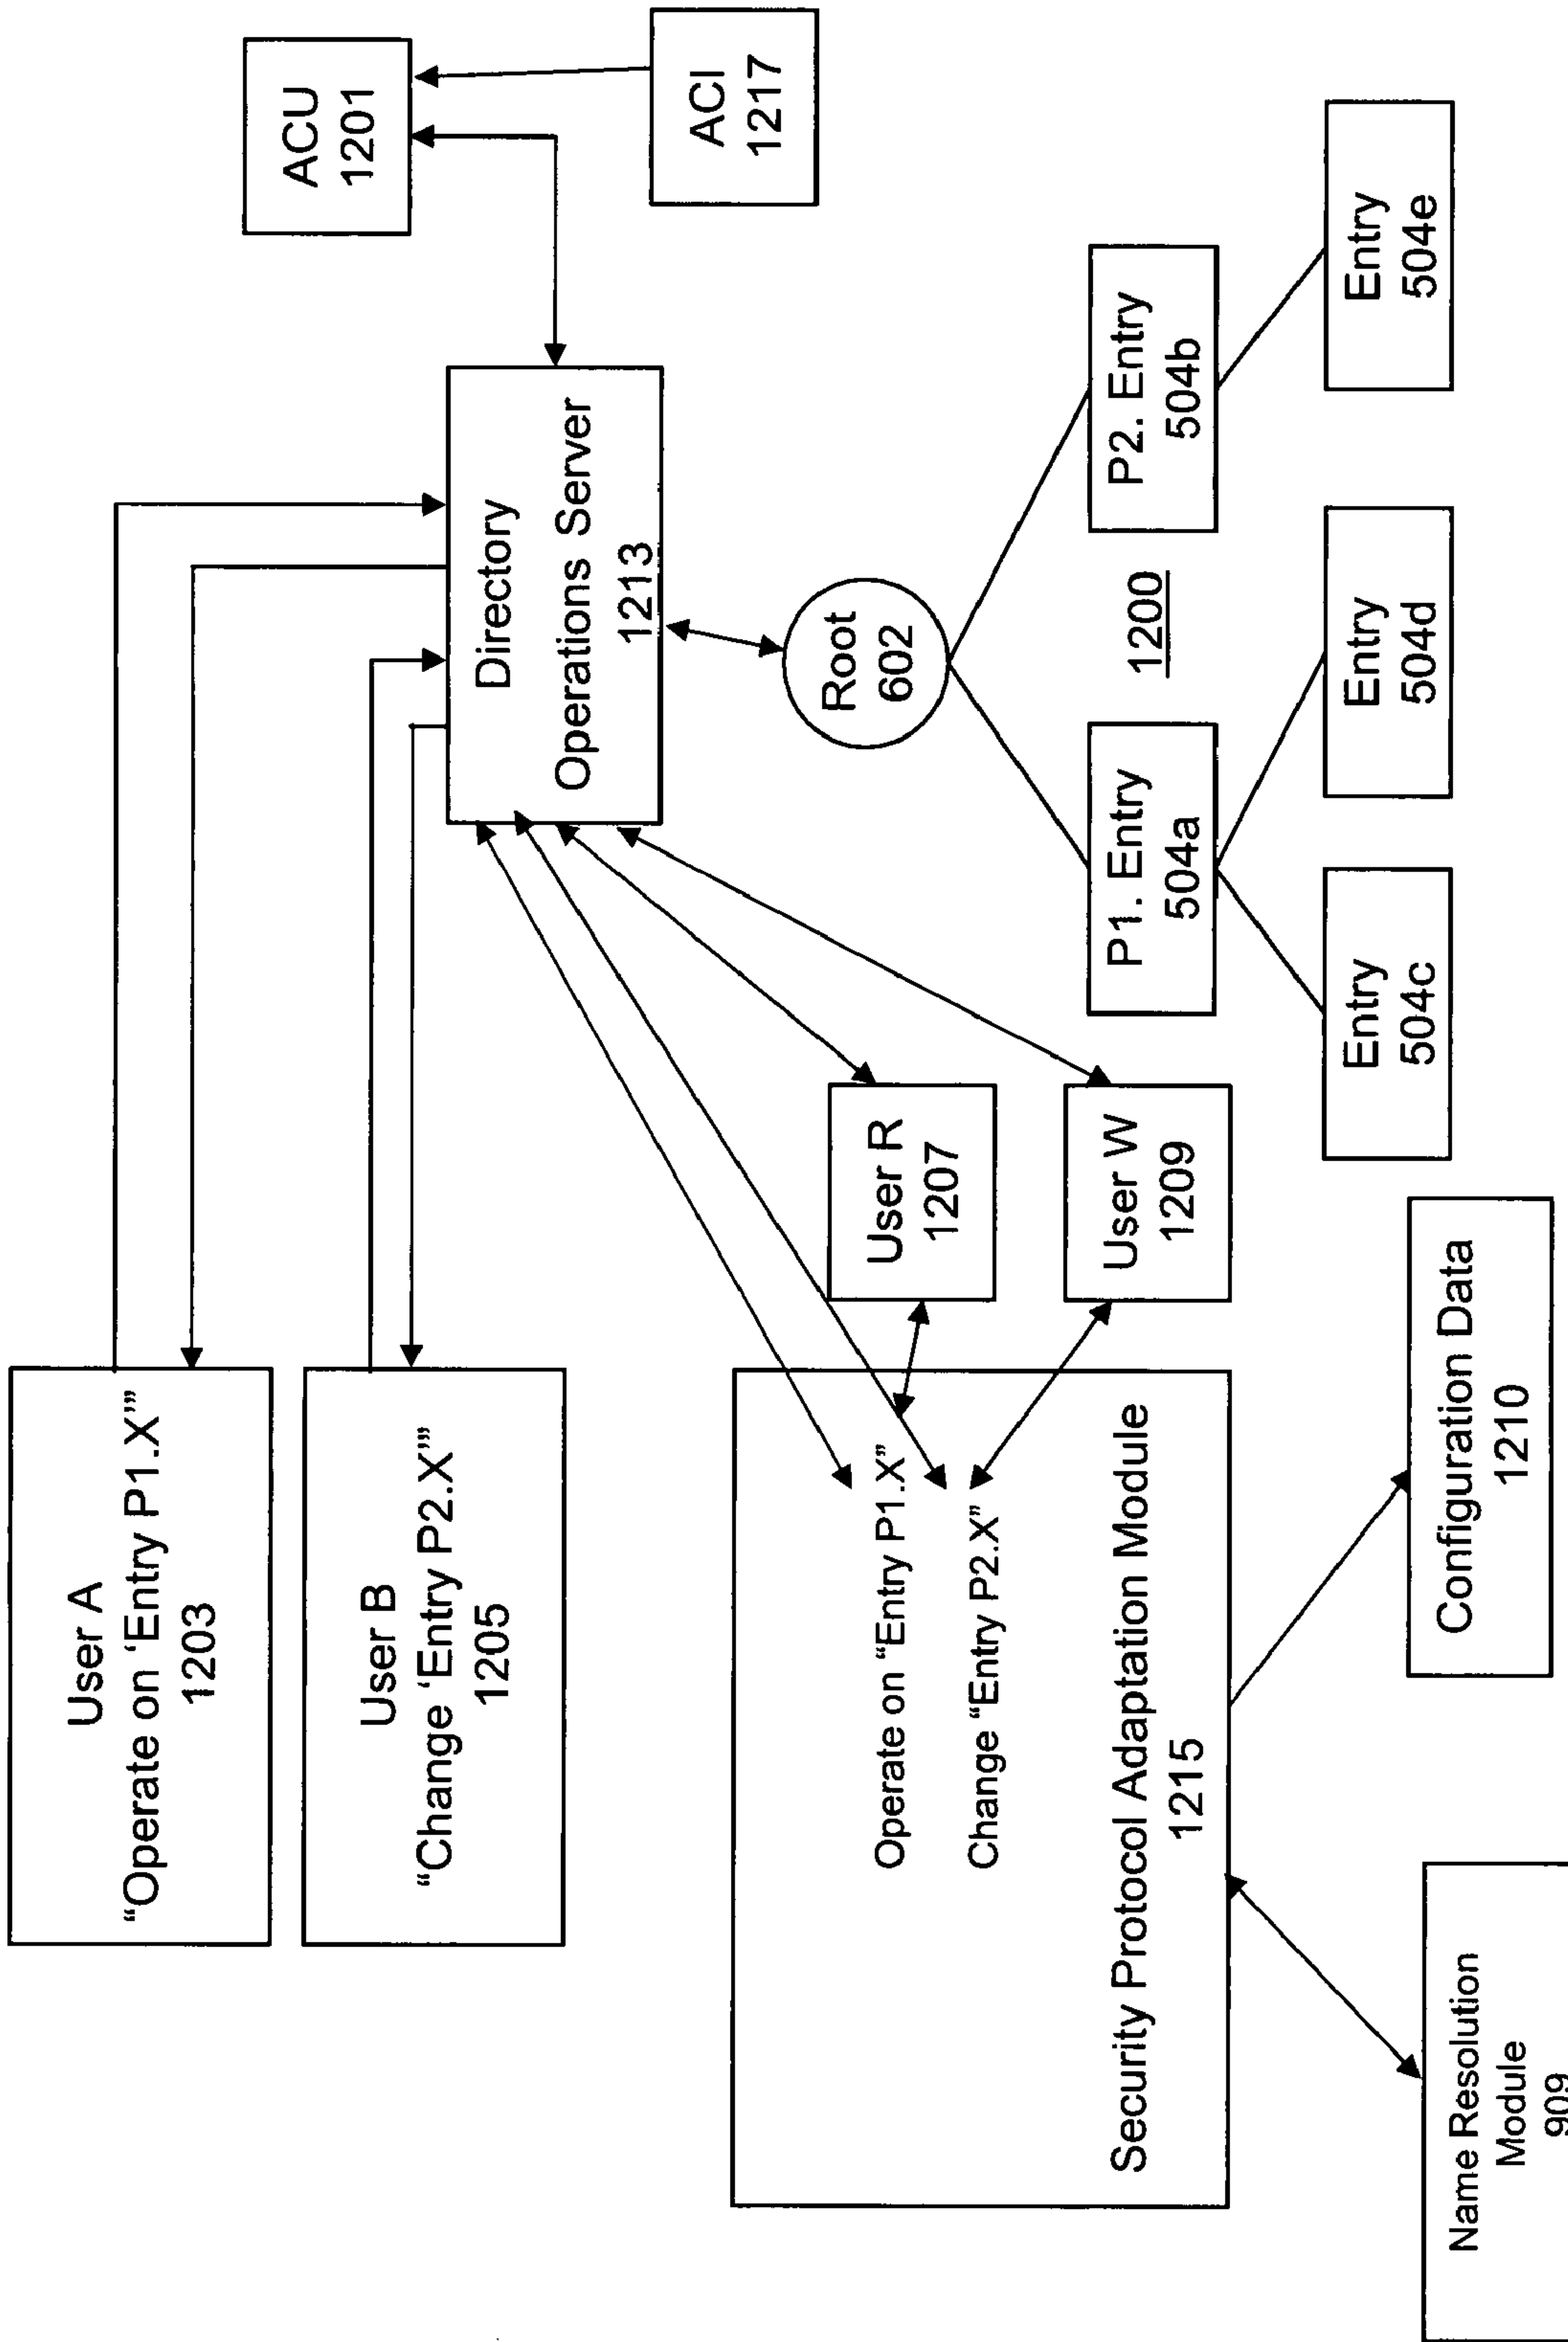 User A
“Operate on ‘Entry P1.X’”
1203
User B
“Change ‘Entry P2.X’”
1205
Directory
Operations Server
1213
ACU
1201
ACI
1217
Operate on “Entry P1.X”
Change “Entry P2.X”
Security Protocol Adaptation Module
1215
User R
1207
User W
1209
Root
602
P1. Entry
504a
1200
P2. Entry
504b
Entry
504c
Entry
504d
Entry
504e
Name Resolution
Module
909
Configuration Data
1210